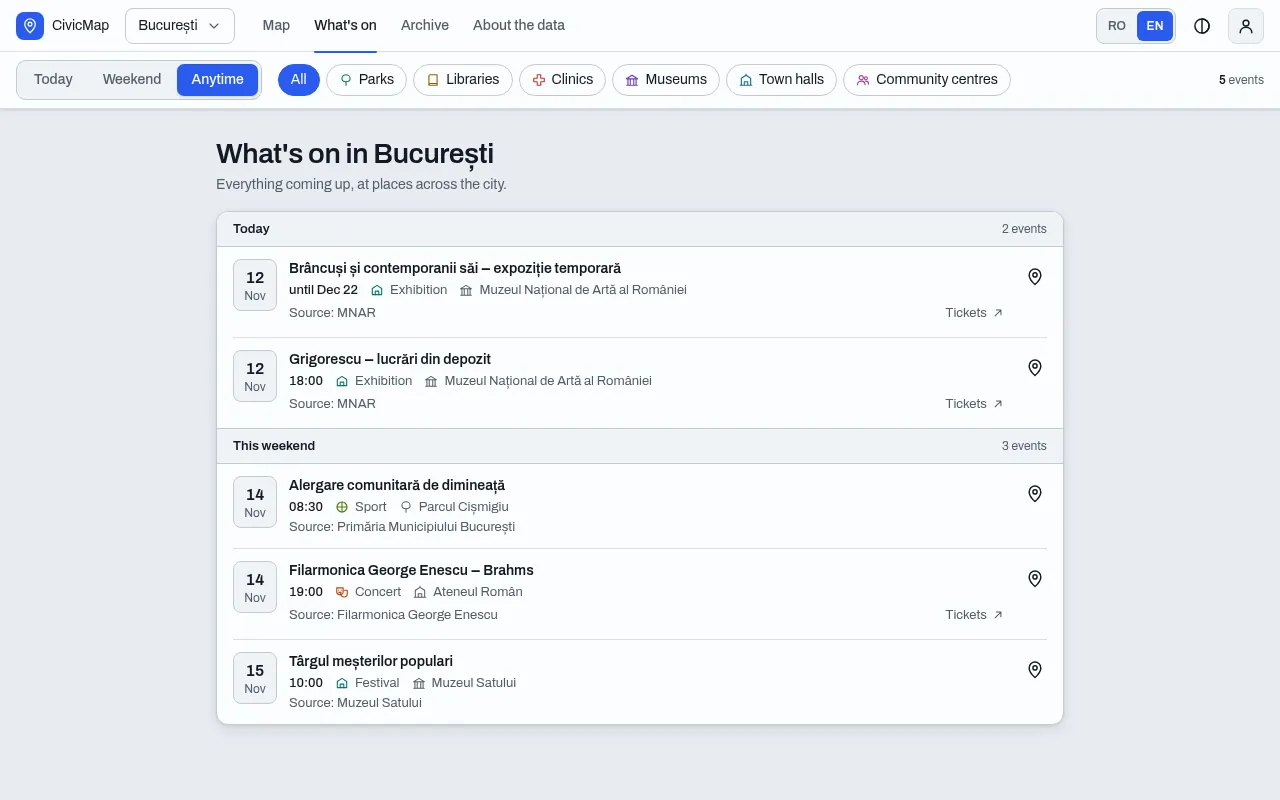 CivicMap București Map What's on Archive About the data RO EN
Today Weekend Anytime All Parks Libraries Clinics Museums Town halls Community centres 5 events
What's on in București
Everything coming up, at places across the city.
Today 2 events
12 Nov
Brâncuși și contemporanii săi – expoziție temporară
until Dec 22 Exhibition Muzeul Național de Artă al României
Source: MNAR Tickets
12 Nov
Grigorescu – lucrări din depozit
18:00 Exhibition Muzeul Național de Artă al României
Source: MNAR Tickets
This weekend 3 events
14 Nov
Alergare comunitară de dimineață
08:30 Sport Parcul Cișmigiu
Source: Primăria Municipiului București
14 Nov
Filarmonica George Enescu – Brahms
19:00 Concert Ateneul Român
Source: Filarmonica George Enescu Tickets
15 Nov
Târgul meșterilor populari
10:00 Festival Muzeul Satului
Source: Muzeul Satului